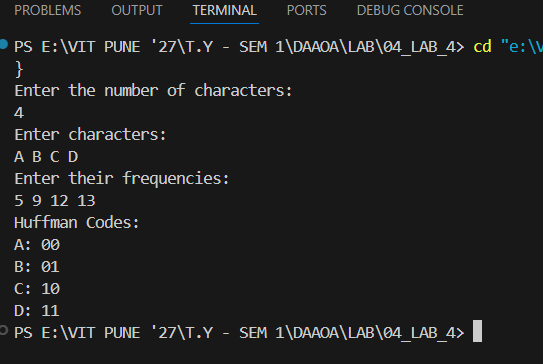 PROBLEMS OUTPUT TERMINAL PORTS DEBUG CONSOLE
PS E:\VIT PUNE '27\T.Y - SEM 1\DAAOA\LAB\04_LAB_4> cd "e:\V
}
Enter the number of characters:
4
Enter characters:
A B C D
Enter their frequencies:
5 9 12 13
Huffman Codes:
A: 00
B: 01
C: 10
D: 11
PS E:\VIT PUNE '27\T.Y - SEM 1\DAAOA\LAB\04_LAB_4>